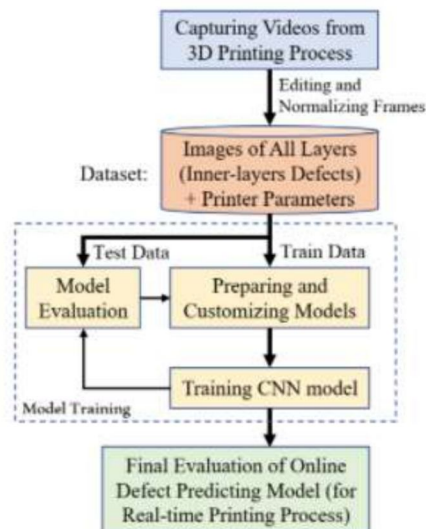 Capturing Videos from
3D Printing Process
Editing and
Normalizing Frames
Dataset:
Images of All Layers
(Inner-layers Defects)
+ Printer Parameters
Test Data
Train Data
Model
Evaluation
Preparing and
Customizing Models
Training CNN model
Model Training
Final Evaluation of Online
Defect Predicting Model (for
Real-time Printing Process)